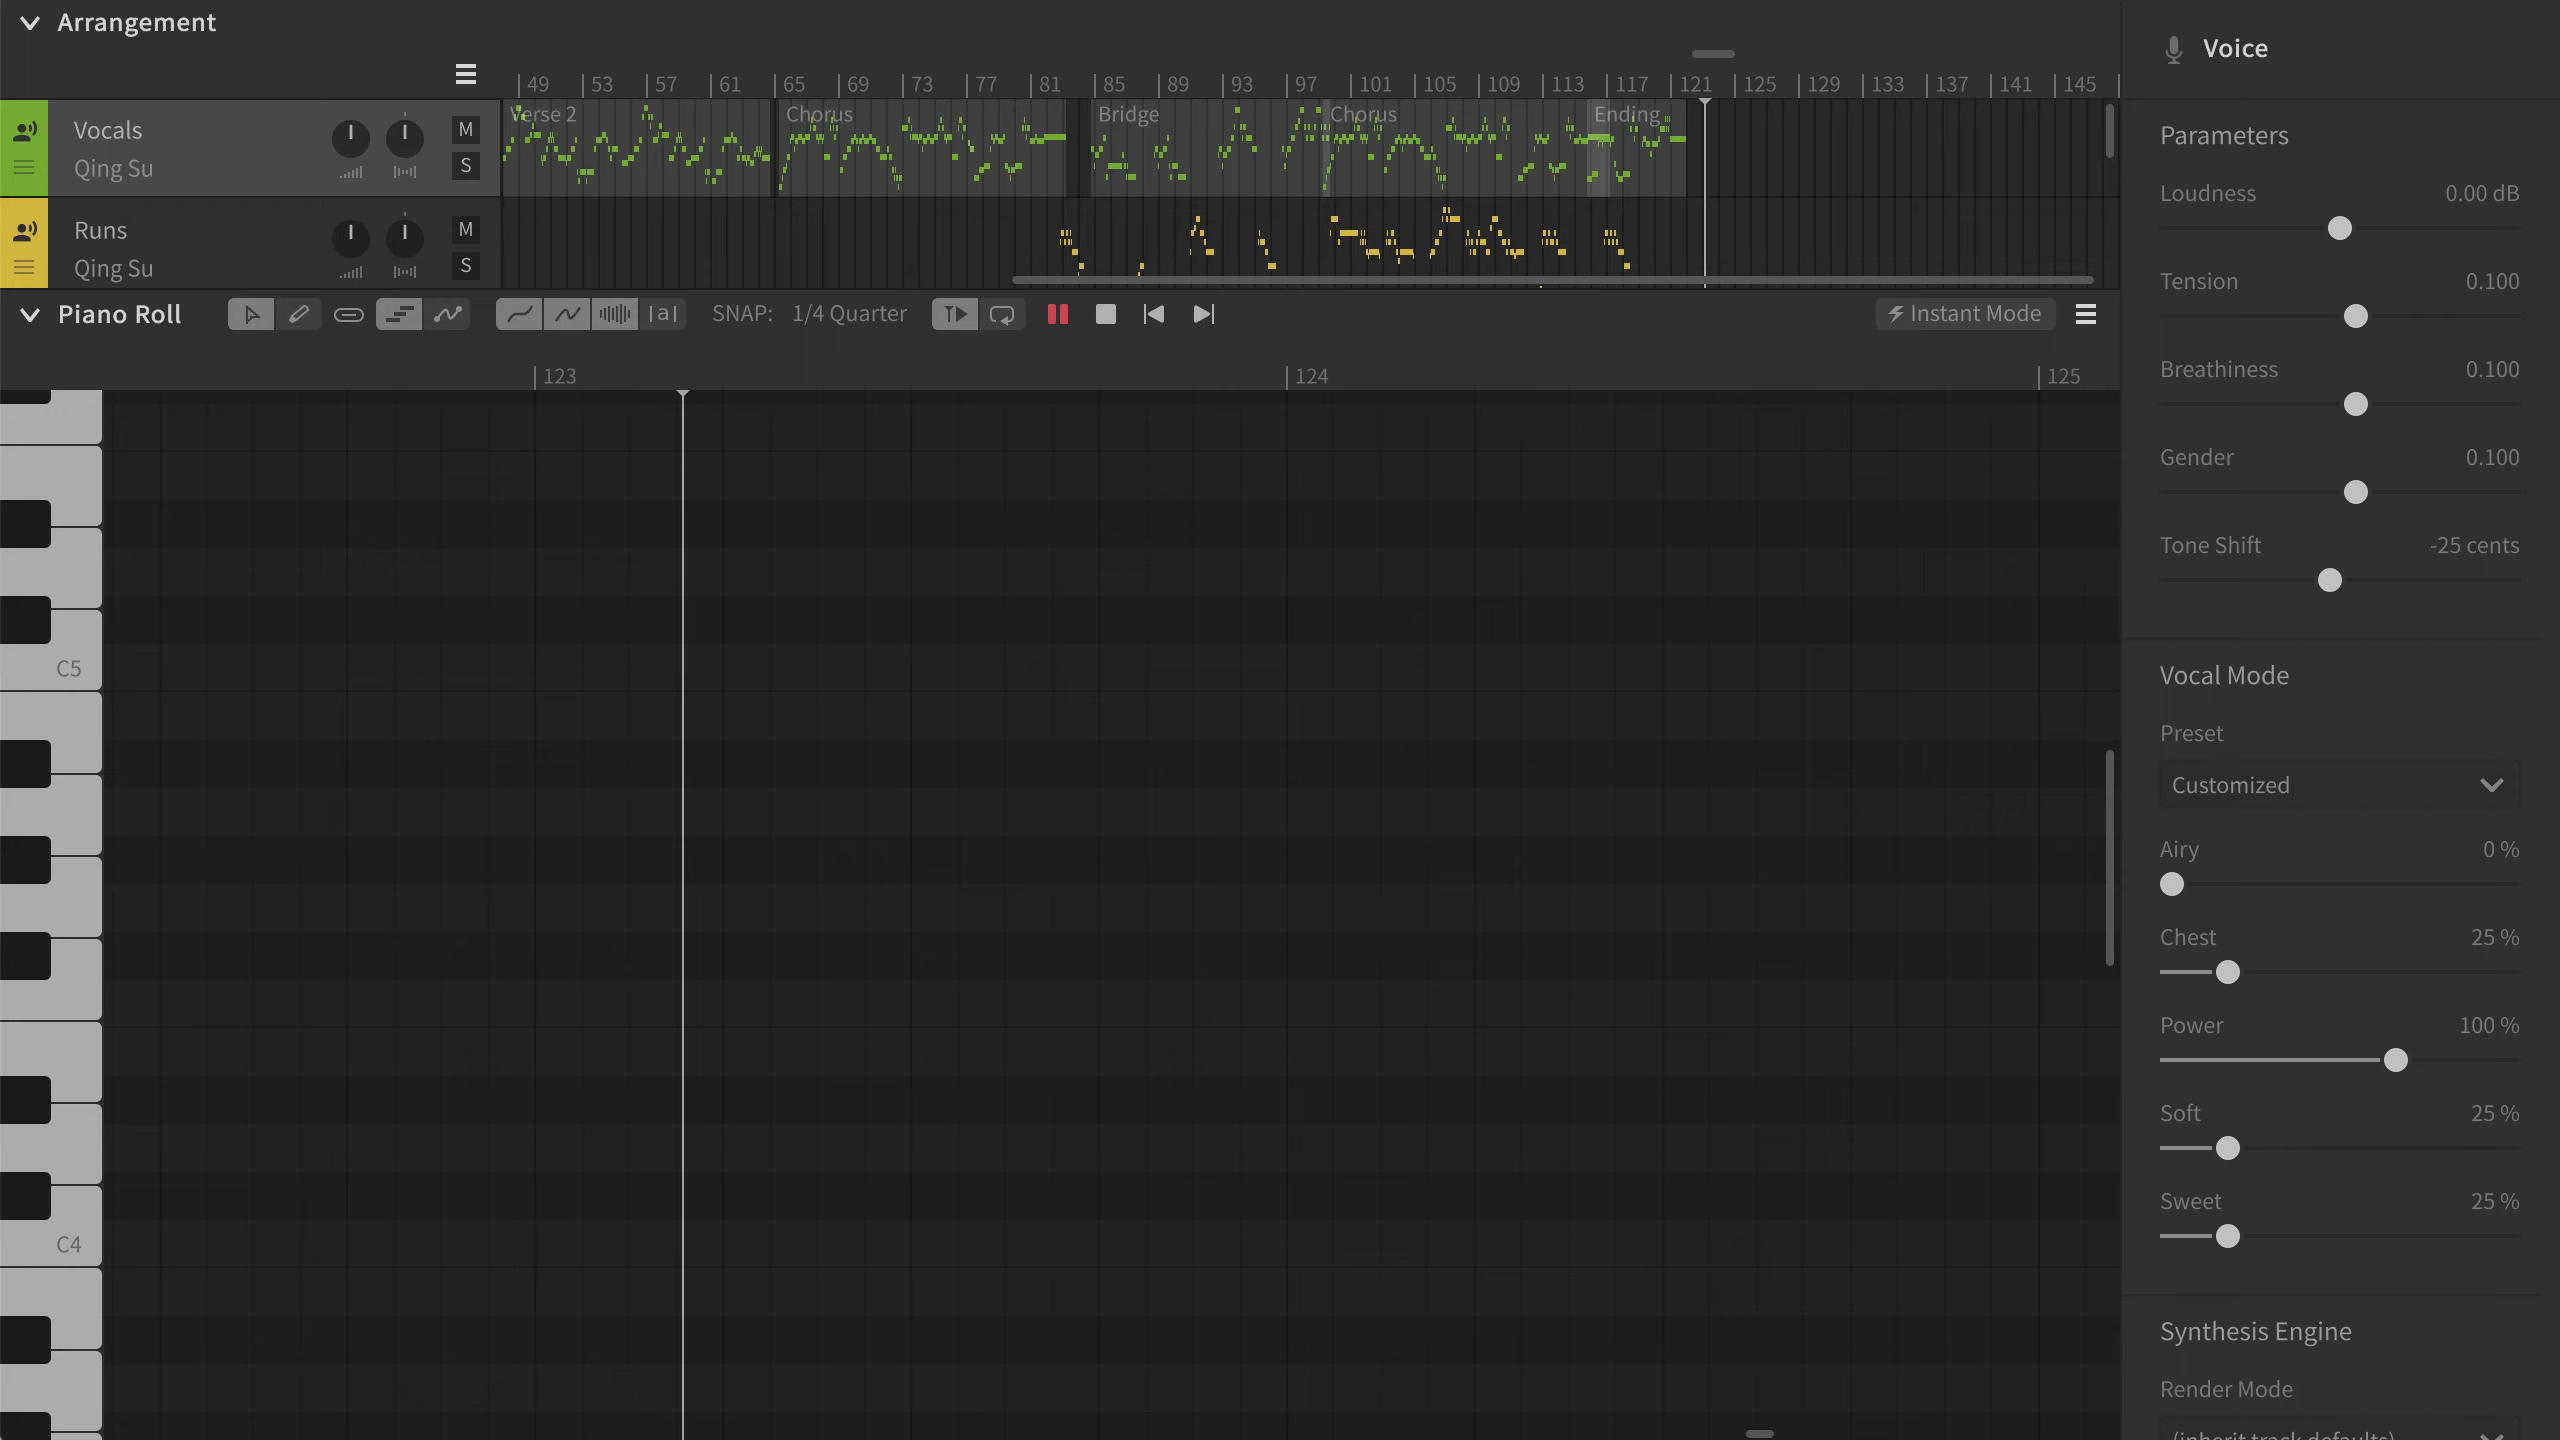 Arrangement
49 53 57 61 65 69 73 77 81 85 89 93 97 101 105 109 113 117 121 125 129 133 137 141 145
Vocals M
Qing Su S
Verse 2 Chorus Bridge Chorus Ending
Runs M
Qing Su S
Piano Roll |a| SNAP: 1/4 Quarter Instant Mode
123 124 125
C5
C4
Voice
Parameters
Loudness 0.00 dB
Tension 0.100
Breathiness 0.100
Gender 0.100
Tone Shift -25 cents
Vocal Mode
Preset
Customized
Airy 0 %
Chest 25 %
Power 100 %
Soft 25 %
Sweet 25 %
Synthesis Engine
Render Mode
(inherit track defaults)